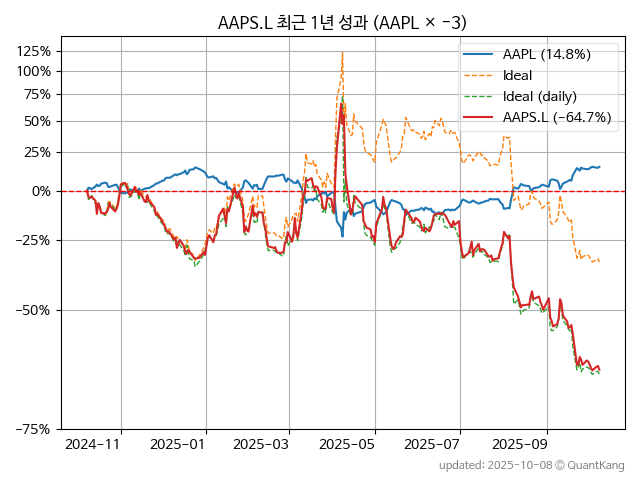 AAPS.L 최근 1년 성과 (AAPL × −3)
125%
100%
75%
50%
25%
0%
−25%
−50%
−75%
AAPL (14.8%)
Ideal
Ideal (daily)
AAPS.L (−64.7%)
2024−11
2025−01
2025−03
2025−05
2025−07
2025−09
updated: 2025-10-08 © QuantKang